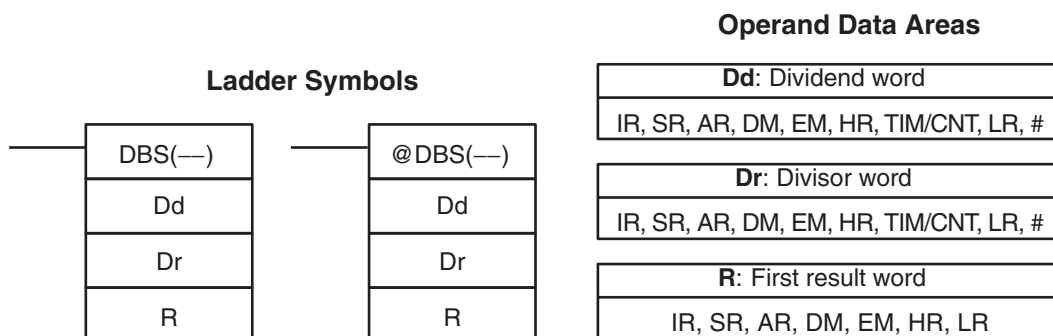 Operand Data Areas
Ladder Symbols
DBS(––)
Dd
Dr
R
@DBS(––)
Dd
Dr
R
Dd: Dividend word
IR, SR, AR, DM, EM, HR, TIM/CNT, LR, #
Dr: Divisor word
IR, SR, AR, DM, EM, HR, TIM/CNT, LR, #
R: First result word
IR, SR, AR, DM, EM, HR, LR